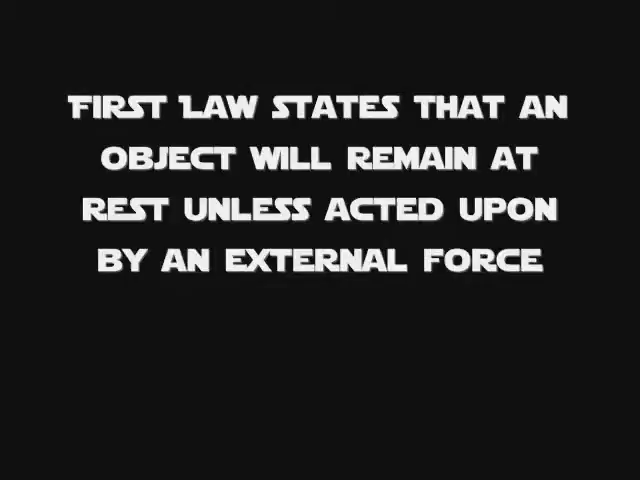 First Law states that an
object will remain at
rest unless acted upon
by an external force